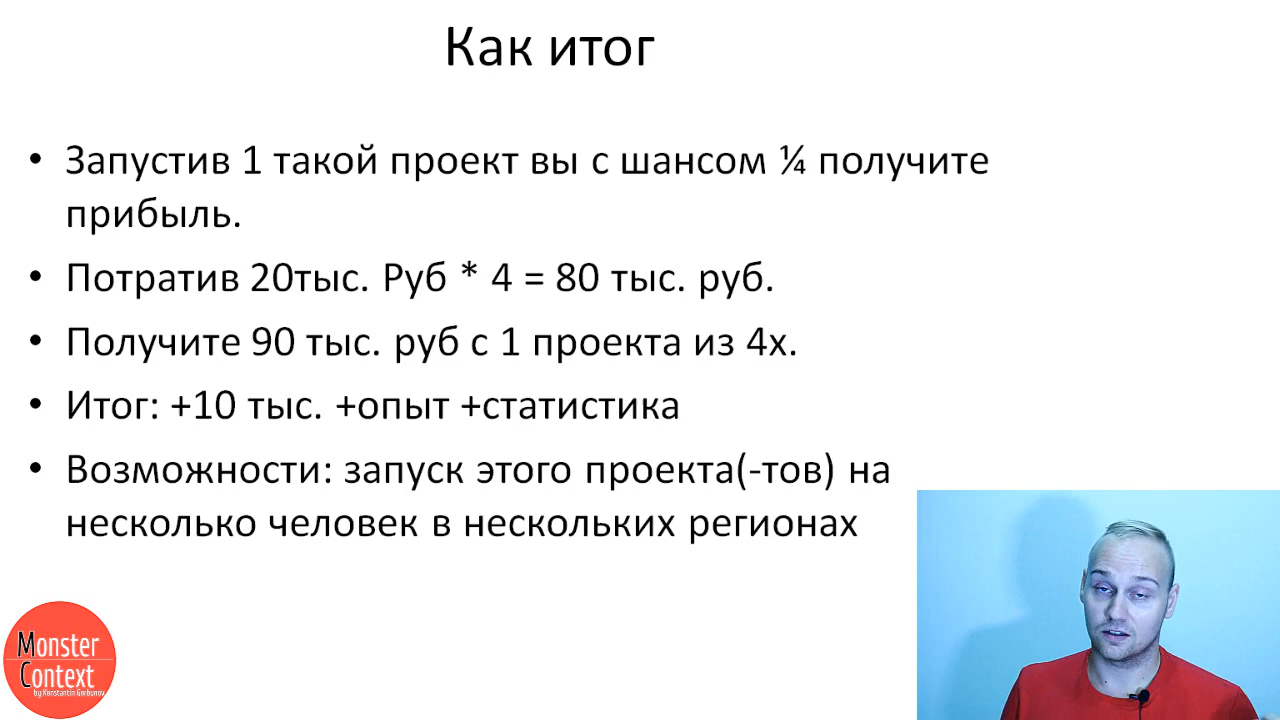 Как итог
• Запустив 1 такой проект вы с шансом ¼ получите
прибыль.
• Потратив 20тыс. Руб * 4 = 80 тыс. руб.
• Получите 90 тыс. руб с 1 проекта из 4х.
• Итог: +10 тыс. +опыт +статистика
• Возможности: запуск этого проекта(-тов) на
несколько человек в нескольких регионах
Monster
Context
by Konstantin Gorbunov